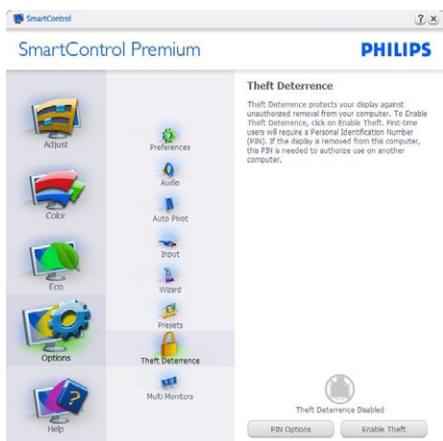 SmartControl
SmartControl Premium
PHILIPS
Adjust
Color
Eco
Options
Help
Preferences
Audio
Auto Pivot
Input
Wizard
Presets
Theft Deterrence
Multi Monitors
Theft Deterrence
Theft Deterrence protects your display against
unauthorized removal from your computer. To Enable
Theft Deterrence, click on Enable Theft. First-time
users will require a Personal Identification Number
(PIN). If the display is removed from this computer,
this PIN is needed to authorize use on another
computer.
Theft Deterrence Disabled
PIN Options
Enable Theft